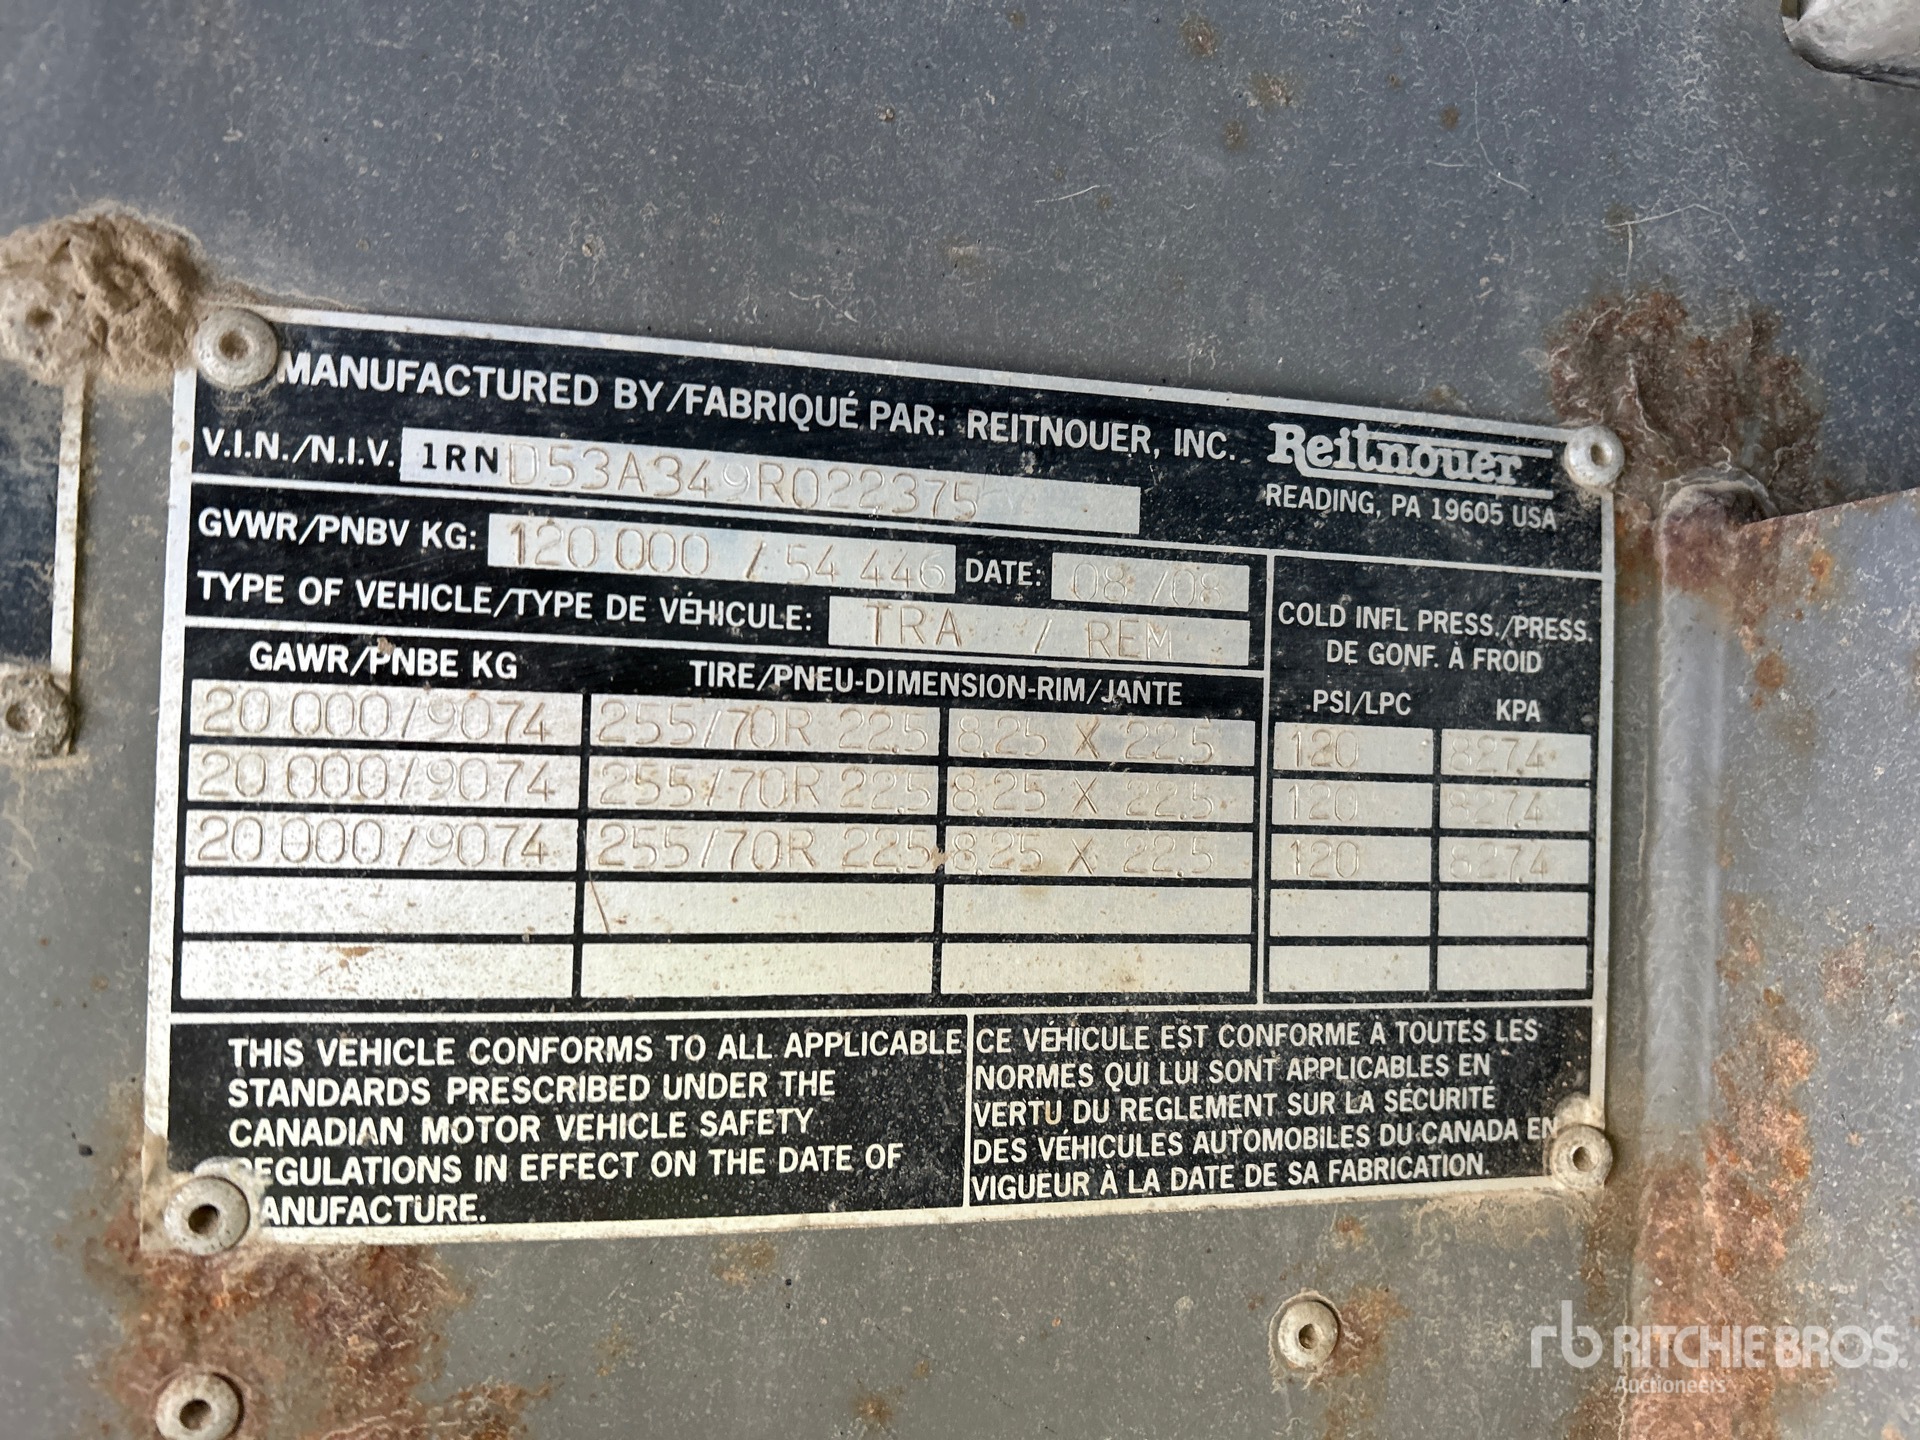 MANUFACTURED BY/FABRIQUÉ PAR: REITNOUER, INC. Reitnouer
V.I.N./N.I.V. 1RND53A349R022375 READING, PA 19605 USA
GVWR/PNBV KG: 120 000 / 54 446 DATE: 08 /08
TYPE OF VEHICLE/TYPE DE VÉHICULE: TRA / REM
COLD INFL PRESS./PRESS.
DE GONF. À FROID
GAWR/PNBE KG TIRE/PNEU-DIMENSION-RIM/JANTE PSI/LPC KPA
20 000/9074 255/70R 22.5 8.25 X 22.5 120 827.4
20 000/9074 255/70R 22.5 8.25 X 22.5 120 827.4
20 000/9074 255/70R 22.5 8.25 X 22.5 120 827.4
THIS VEHICLE CONFORMS TO ALL APPLICABLE
STANDARDS PRESCRIBED UNDER THE
CANADIAN MOTOR VEHICLE SAFETY
REGULATIONS IN EFFECT ON THE DATE OF
MANUFACTURE.
CE VÉHICULE EST CONFORME À TOUTES LES
NORMES QUI LUI SONT APPLICABLES EN
VERTU DU REGLEMENT SUR LA SÉCURITÉ
DES VÉHICULES AUTOMOBILES DU CANADA EN
VIGUEUR À LA DATE DE SA FABRICATION.
rb RITCHIE BROS.
Auctioneers